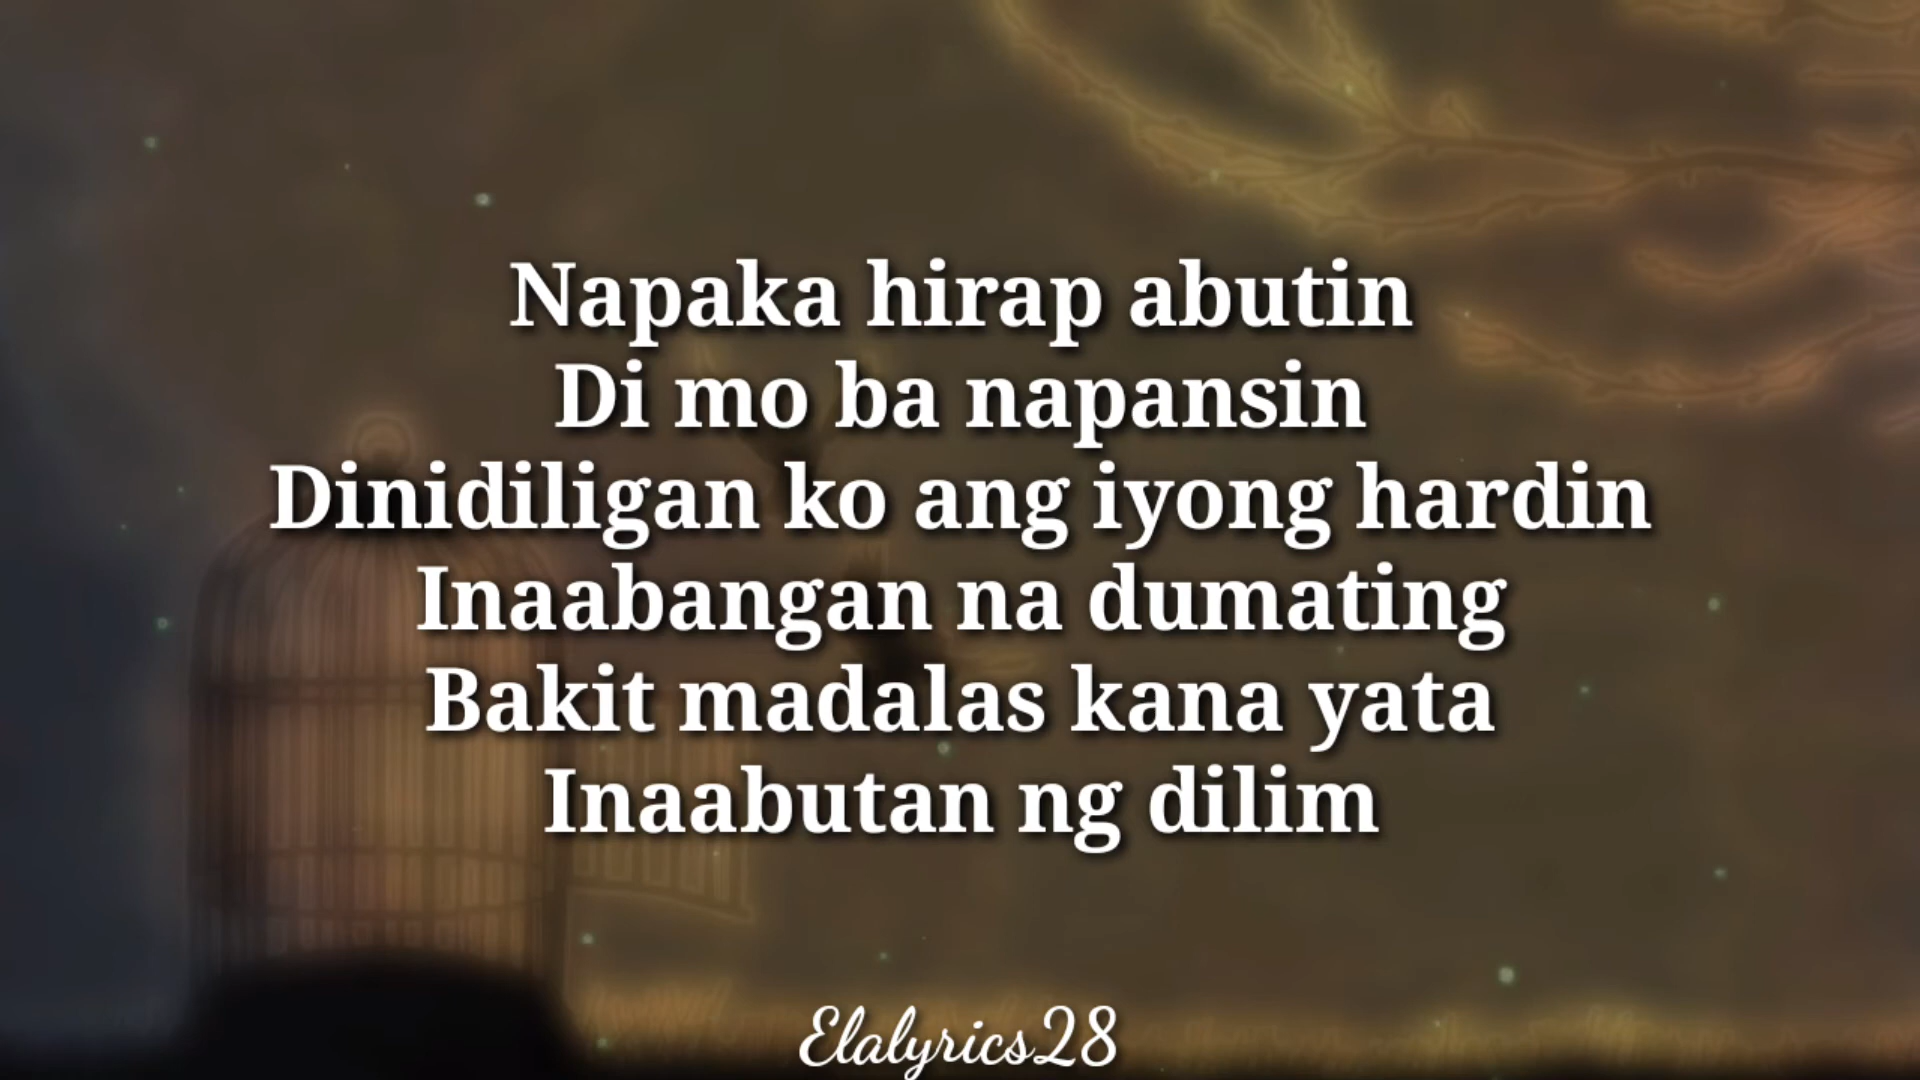 Napaka hirap abutin
Di mo ba napansin
Dinidiligan ko ang iyong hardin
Inaabangan na dumating
Bakit madalas kana yata
Inaabutan ng dilim
Elalyrics28